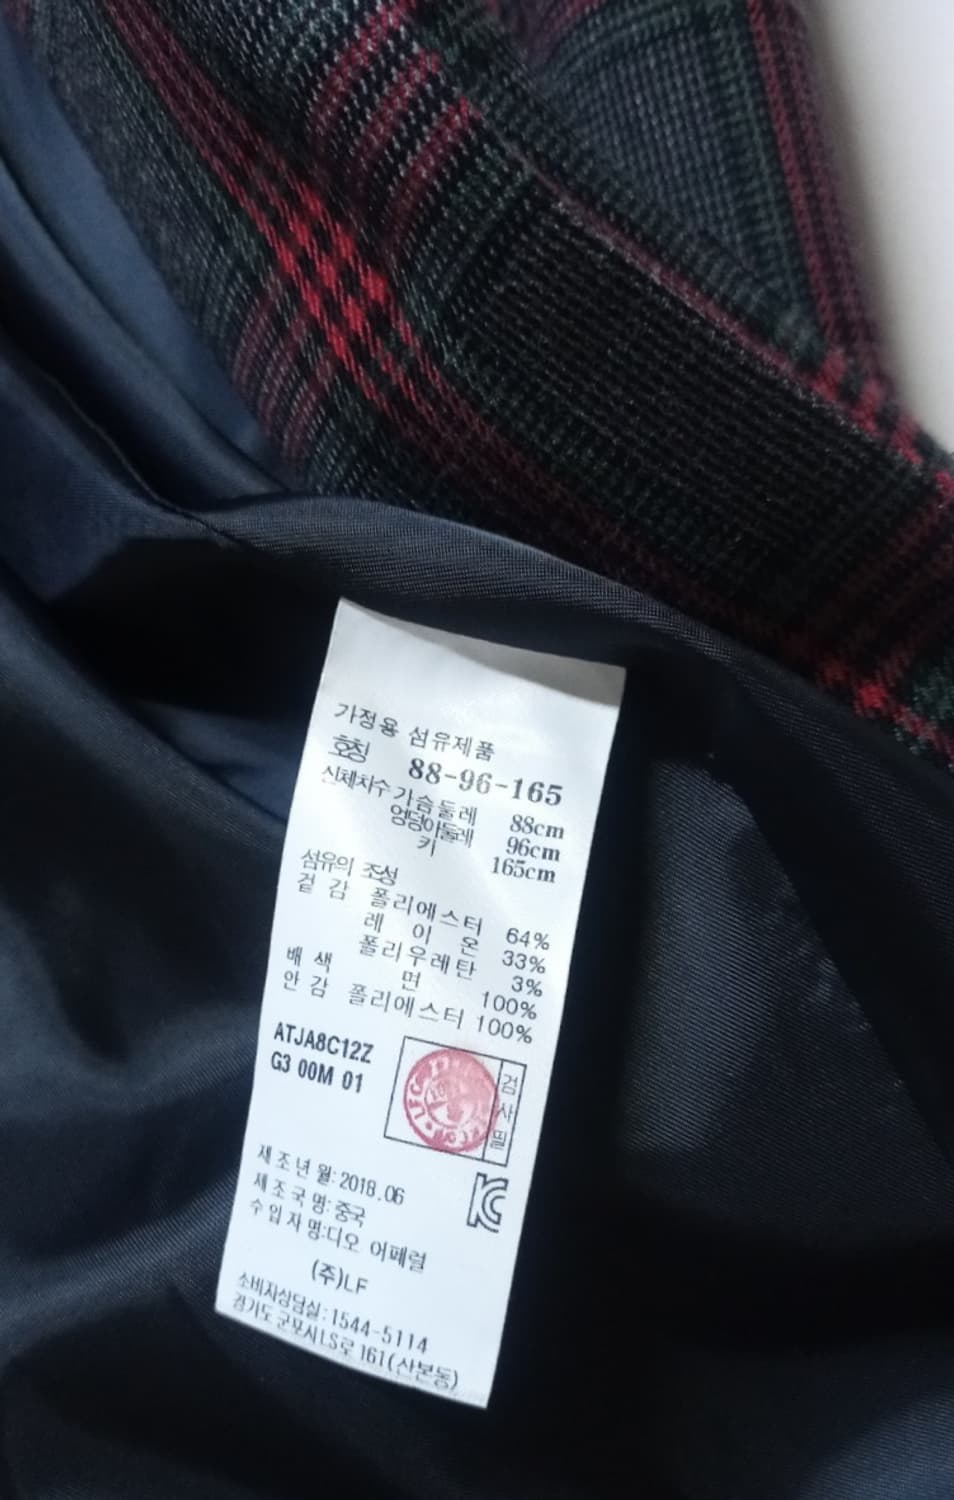 가정용 섬유제품
호칭 88-96-165
신체치수 가슴둘레 88cm
엉덩이둘레 96cm
키 165cm
섬유의 조성
겉 감 폴리에스터 64%
레 이 온 33%
폴리우레탄 3%
배 색 면 100%
안 감 폴리에스터 100%
ATJA8C12Z
G3 00M 01
검사필
제 조 년 월: 2018.06
제 조 국 명: 중국
수 입 자 명:디오 어페럴
(주)LF
소비자상담실: 1544-5114
경기도 군포시LS로 161(산본동)